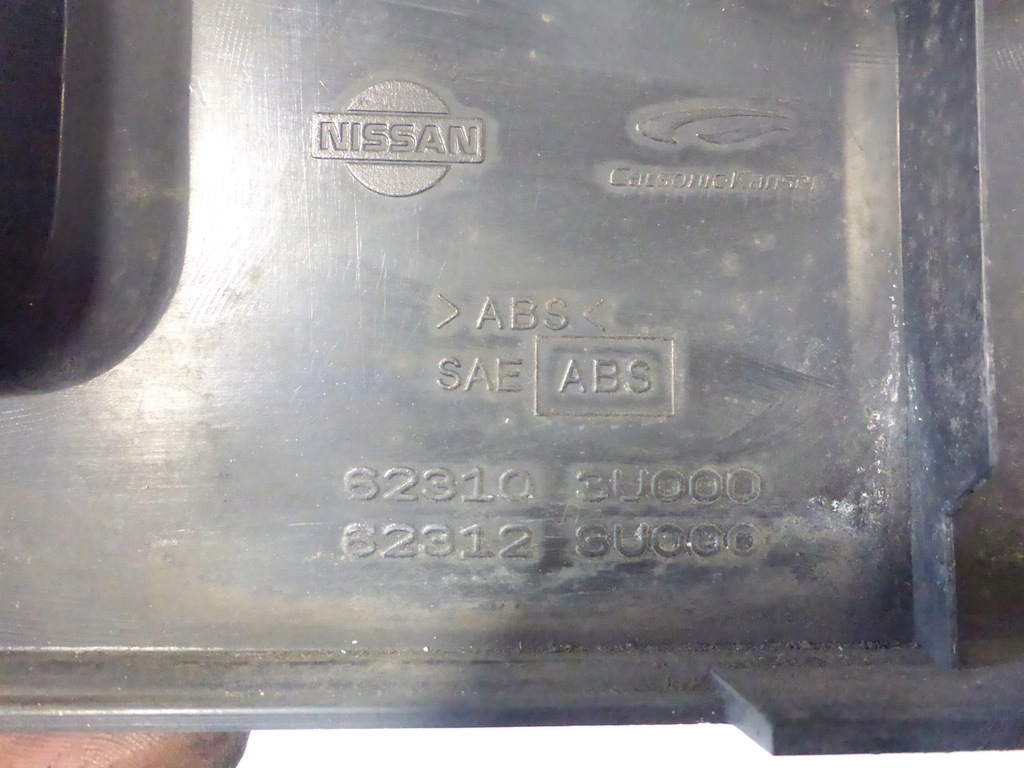 NISSAN
CalsonicKansei
>ABS<
SAE ABS
62310 3U000
62312 3U000